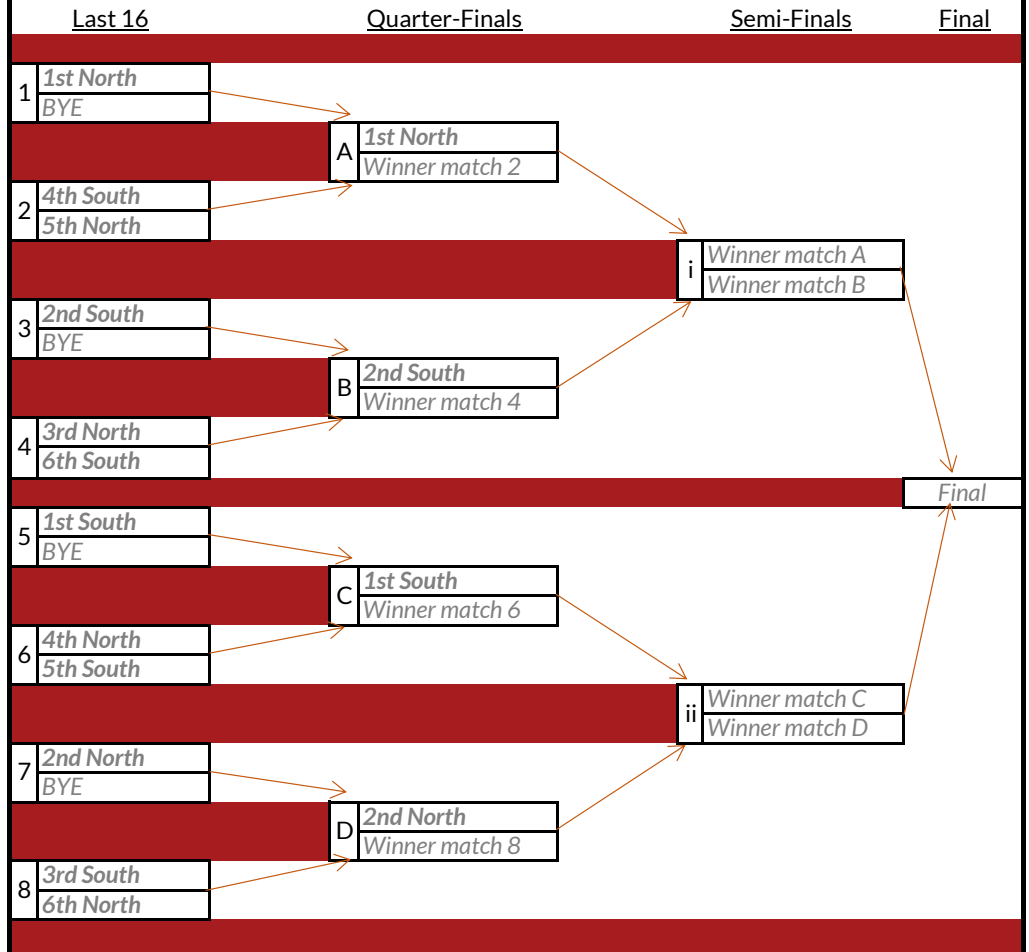 Last 16 Quarter-Finals Semi-Finals Final
1 1st North
BYE
A 1st North
Winner match 2
2 4th South
5th North
i Winner match A
Winner match B
3 2nd South
BYE
B 2nd South
Winner match 4
4 3rd North
6th South
Final
5 1st South
BYE
C 1st South
Winner match 6
6 4th North
5th South
ii Winner match C
Winner match D
7 2nd North
BYE
D 2nd North
Winner match 8
8 3rd South
6th North